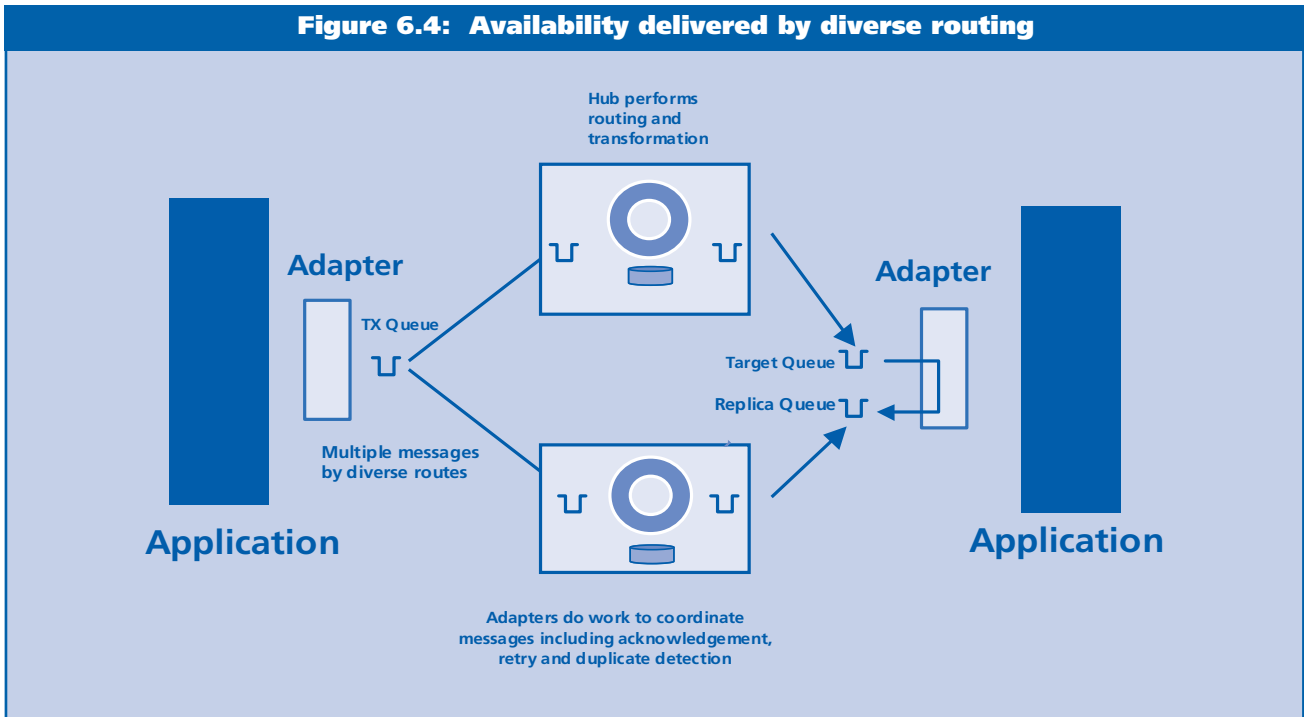 Figure 6.4: Availability delivered by diverse routing
Hub performs
routing and
transformation
Adapter
TX Queue
Adapter
Target Queue
Replica Queue
Multiple messages
by diverse routes
Application
Application
Adapters do work to coordinate
messages including acknowledgement,
retry and duplicate detection